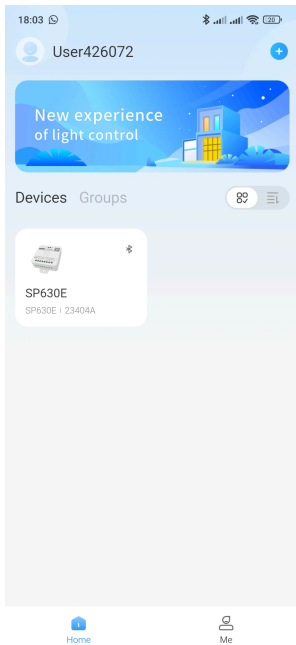 18:03
20
User426072
New experience
of light control
Devices Groups
SP630E
SP630E | 23404A
Home Me